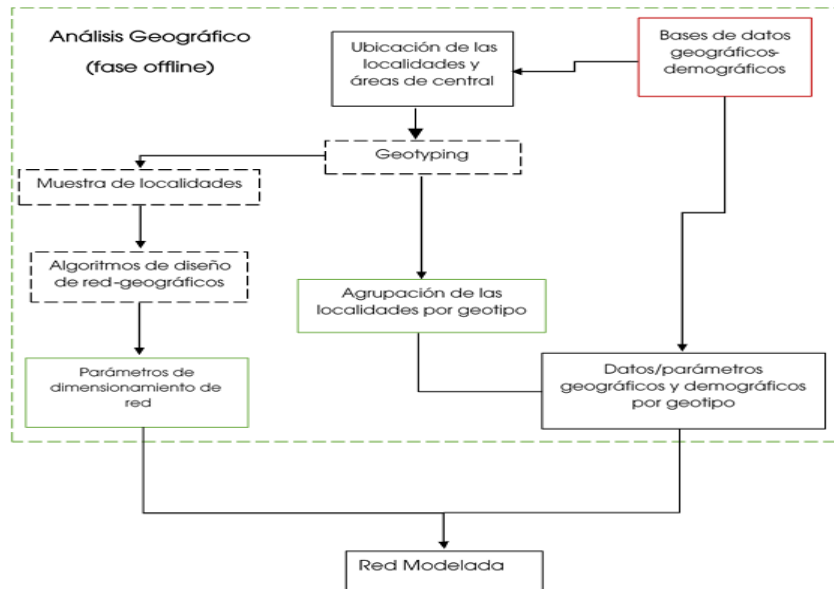 Análisis Geográfico
(fase offline)
Ubicación de las
localidades y
áreas de central
Bases de datos
geográficos-
demográficos
Geotyping
Muestra de localidades
Algoritmos de diseño
de red-geográficos
Agrupación de las
localidades por geotipo
Parámetros de
dimensionamiento de
red
Datos/parámetros
geográficos y demográficos
por geotipo
Red Modelada